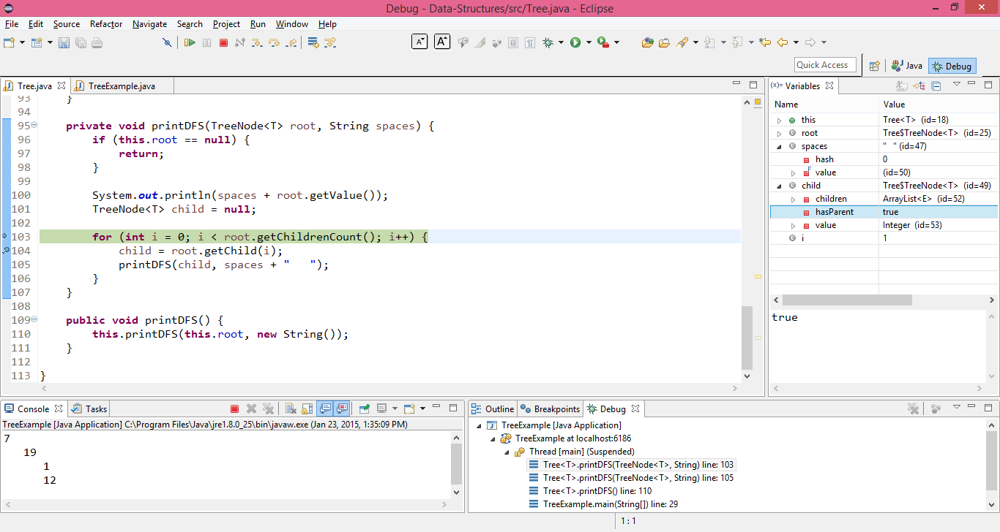 Debug - Data-Structures/src/Tree.java - Eclipse
File Edit Source Refactor Navigate Search Project Run Window Help
Quick Access Java Debug
Tree.java TreeExample.java
93 }
94
95 private void printDFS(TreeNode<T> root, String spaces) {
96 if (this.root == null) {
97 return;
98 }
99
100 System.out.println(spaces + root.getValue());
101 TreeNode<T> child = null;
102
103 for (int i = 0; i < root.getChildrenCount(); i++) {
104 child = root.getChild(i);
105 printDFS(child, spaces + "   ");
106 }
107 }
108
109 public void printDFS() {
110 this.printDFS(this.root, new String());
111 }
112
113 }
(x)= Variables
Name Value
this Tree<T> (id=18)
root Tree$TreeNode<T> (id=25)
spaces "   " (id=47)
hash 0
value (id=50)
child Tree$TreeNode<T> (id=49)
children ArrayList<E> (id=52)
hasParent true
value Integer (id=53)
i 1
true
Console Tasks
TreeExample [Java Application] C:\Program Files\Java\jre1.8.0_25\bin\javaw.exe (Jan 23, 2015, 1:35:09 PM)
7
19
1
12
Outline Breakpoints Debug
TreeExample [Java Application]
TreeExample at localhost:6186
Thread [main] (Suspended)
Tree<T>.printDFS(TreeNode<T>, String) line: 103
Tree<T>.printDFS(TreeNode<T>, String) line: 105
Tree<T>.printDFS() line: 110
TreeExample.main(String[]) line: 29
1 : 1